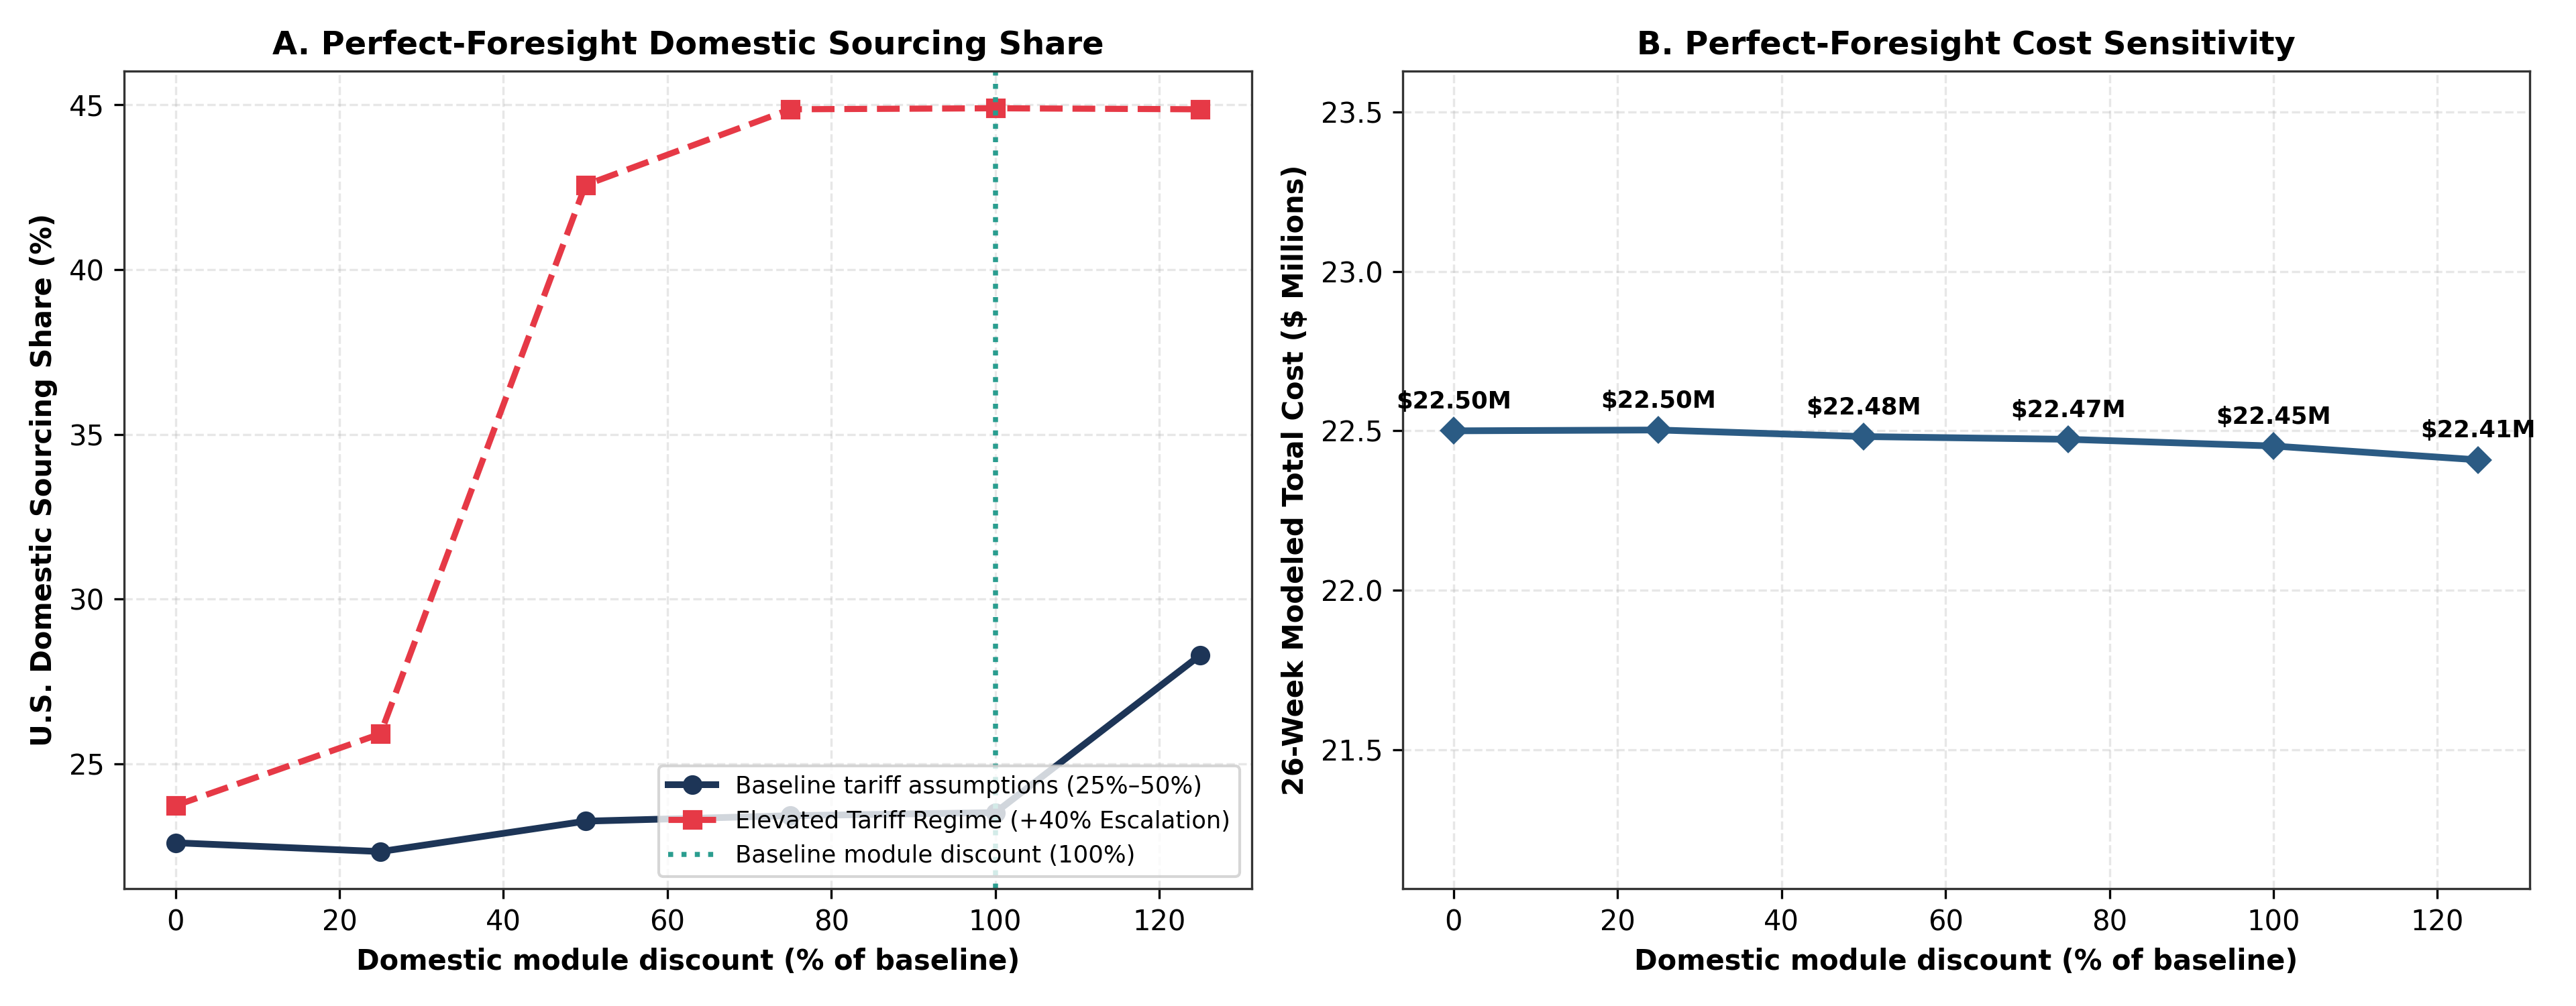 A. Perfect-Foresight Domestic Sourcing Share
U.S. Domestic Sourcing Share (%)
45
40
35
30
25
Baseline tariff assumptions (25%–50%)
Elevated Tariff Regime (+40% Escalation)
Baseline module discount (100%)
0 20 40 60 80 100 120
Domestic module discount (% of baseline)
B. Perfect-Foresight Cost Sensitivity
26-Week Modeled Total Cost ($ Millions)
23.5
23.0
22.5
22.0
21.5
$22.50M $22.50M $22.48M $22.47M $22.45M $22.41M
0 20 40 60 80 100 120
Domestic module discount (% of baseline)